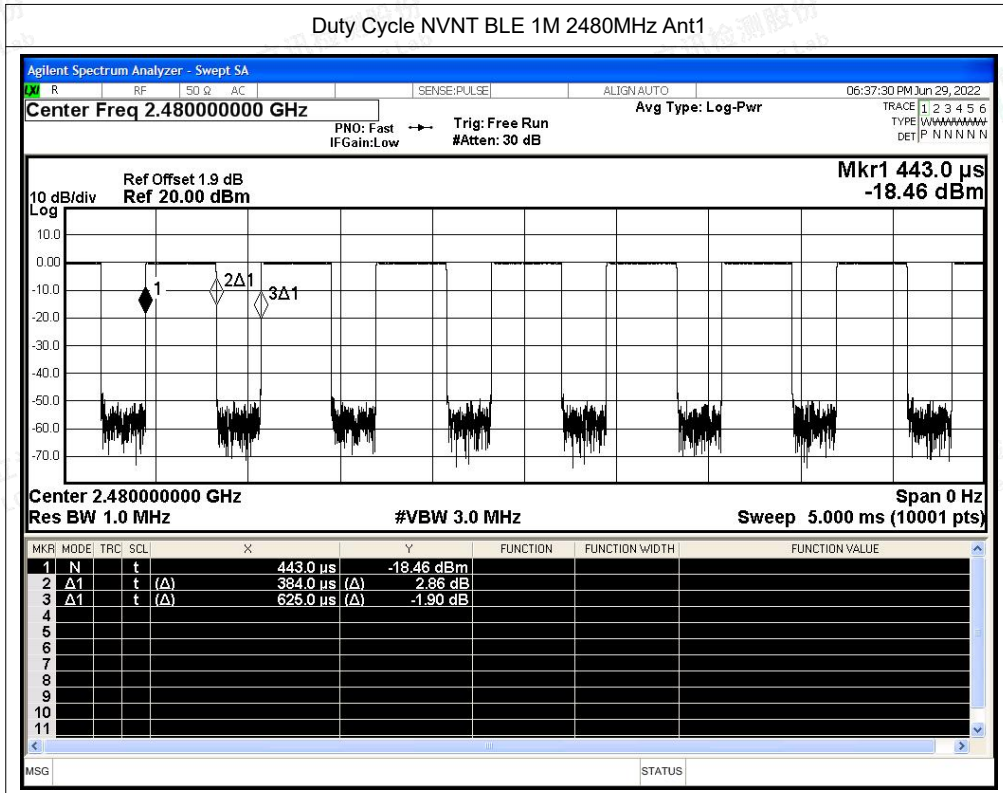 Duty Cycle NVNT BLE 1M 2480MHz Ant1
Agilent Spectrum Analyzer - Swept SA
LXI R RF 50 Ω AC SENSE:PULSE ALIGN AUTO 06:37:30 PM Jun 29, 2022
Center Freq 2.480000000 GHz Avg Type: Log-Pwr TRACE 1 2 3 4 5 6
PNO: Fast Trig: Free Run TYPE WWWWWW
IFGain:Low #Atten: 30 dB DET P N N N N N
Mkr1 443.0 µs
Ref Offset 1.9 dB
10 dB/div Ref 20.00 dBm -18.46 dBm
Log
10.0
0.00
-10.0
-20.0
-30.0
-40.0
-50.0
-60.0
-70.0
1
2Δ1
3Δ1
Center 2.480000000 GHz Span 0 Hz
Res BW 1.0 MHz #VBW 3.0 MHz Sweep 5.000 ms (10001 pts)
MKR MODE TRC SCL X Y FUNCTION FUNCTION WIDTH FUNCTION VALUE
1 N t 443.0 µs -18.46 dBm
2 Δ1 t (Δ) 384.0 µs (Δ) 2.86 dB
3 Δ1 t (Δ) 625.0 µs (Δ) -1.90 dB
4
5
6
7
8
9
10
11
MSG STATUS